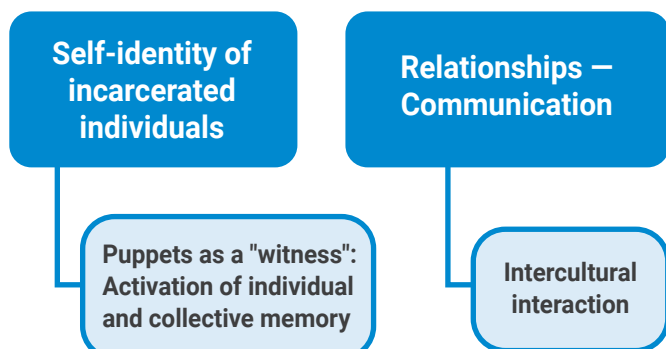 Self-identity of
incarcerated
individuals
Relationships —
Communication
Puppets as a "witness":
Activation of individual
and collective memory
Intercultural
interaction